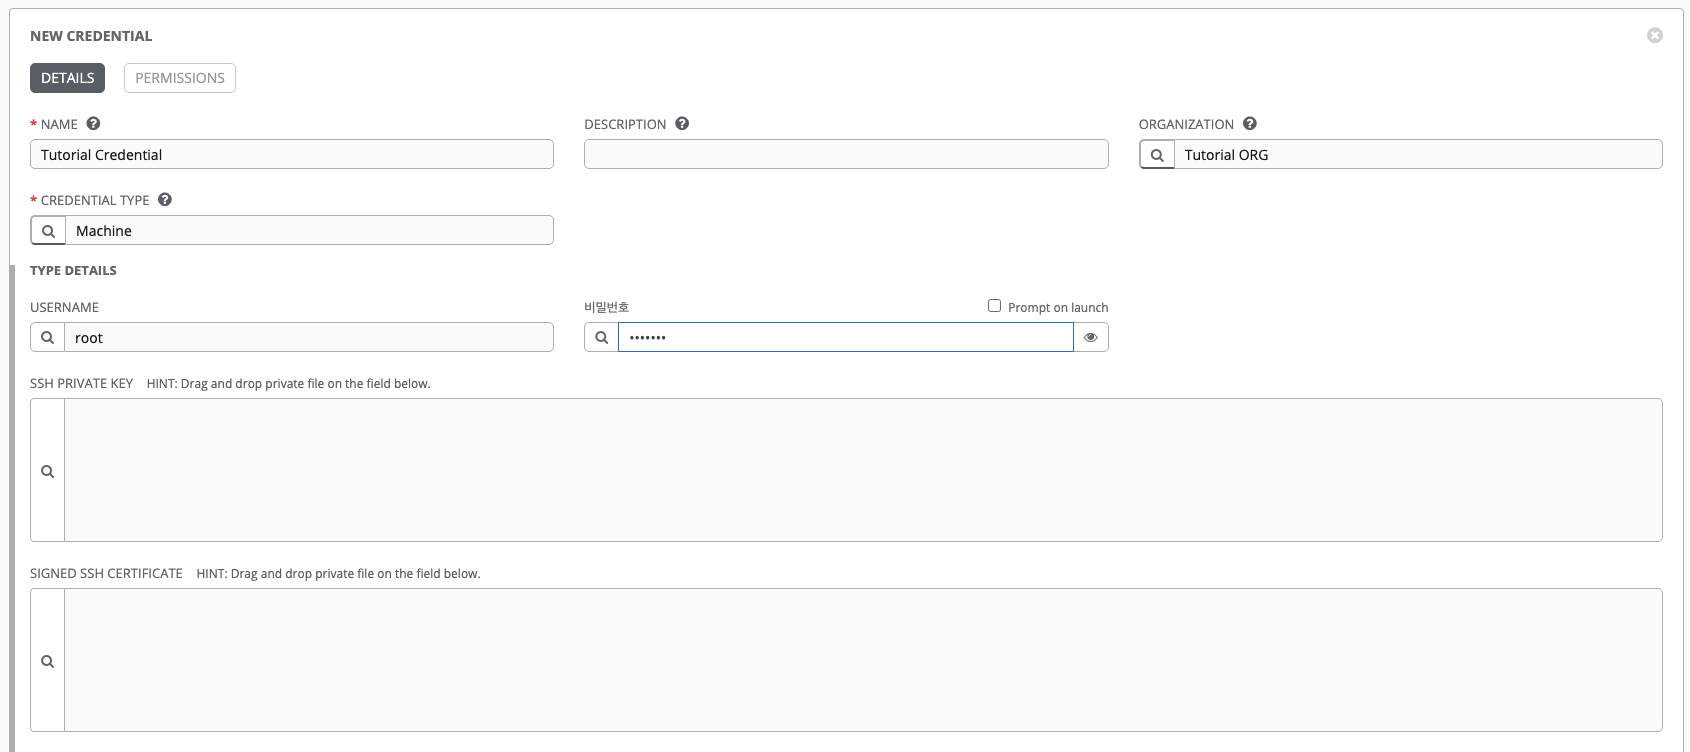 NEW CREDENTIAL
DETAILS PERMISSIONS
* NAME DESCRIPTION ORGANIZATION
Tutorial Credential Tutorial ORG
* CREDENTIAL TYPE
Machine
TYPE DETAILS
USERNAME 비밀번호 Prompt on launch
root •••••••
SSH PRIVATE KEY HINT: Drag and drop private file on the field below.
SIGNED SSH CERTIFICATE HINT: Drag and drop private file on the field below.